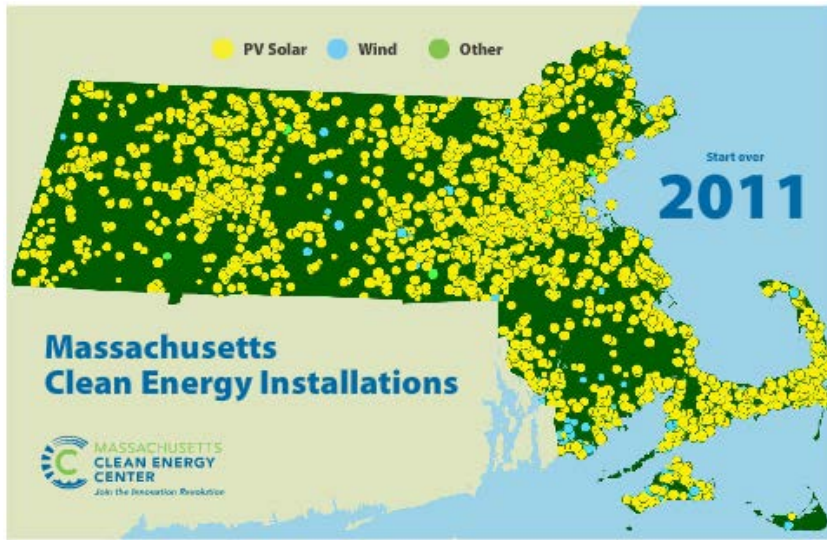 PV Solar Wind Other
Start over
2011
Massachusetts
Clean Energy Installations
MASSACHUSETTS
CLEAN ENERGY
CENTER
Join the Innovation Revolution